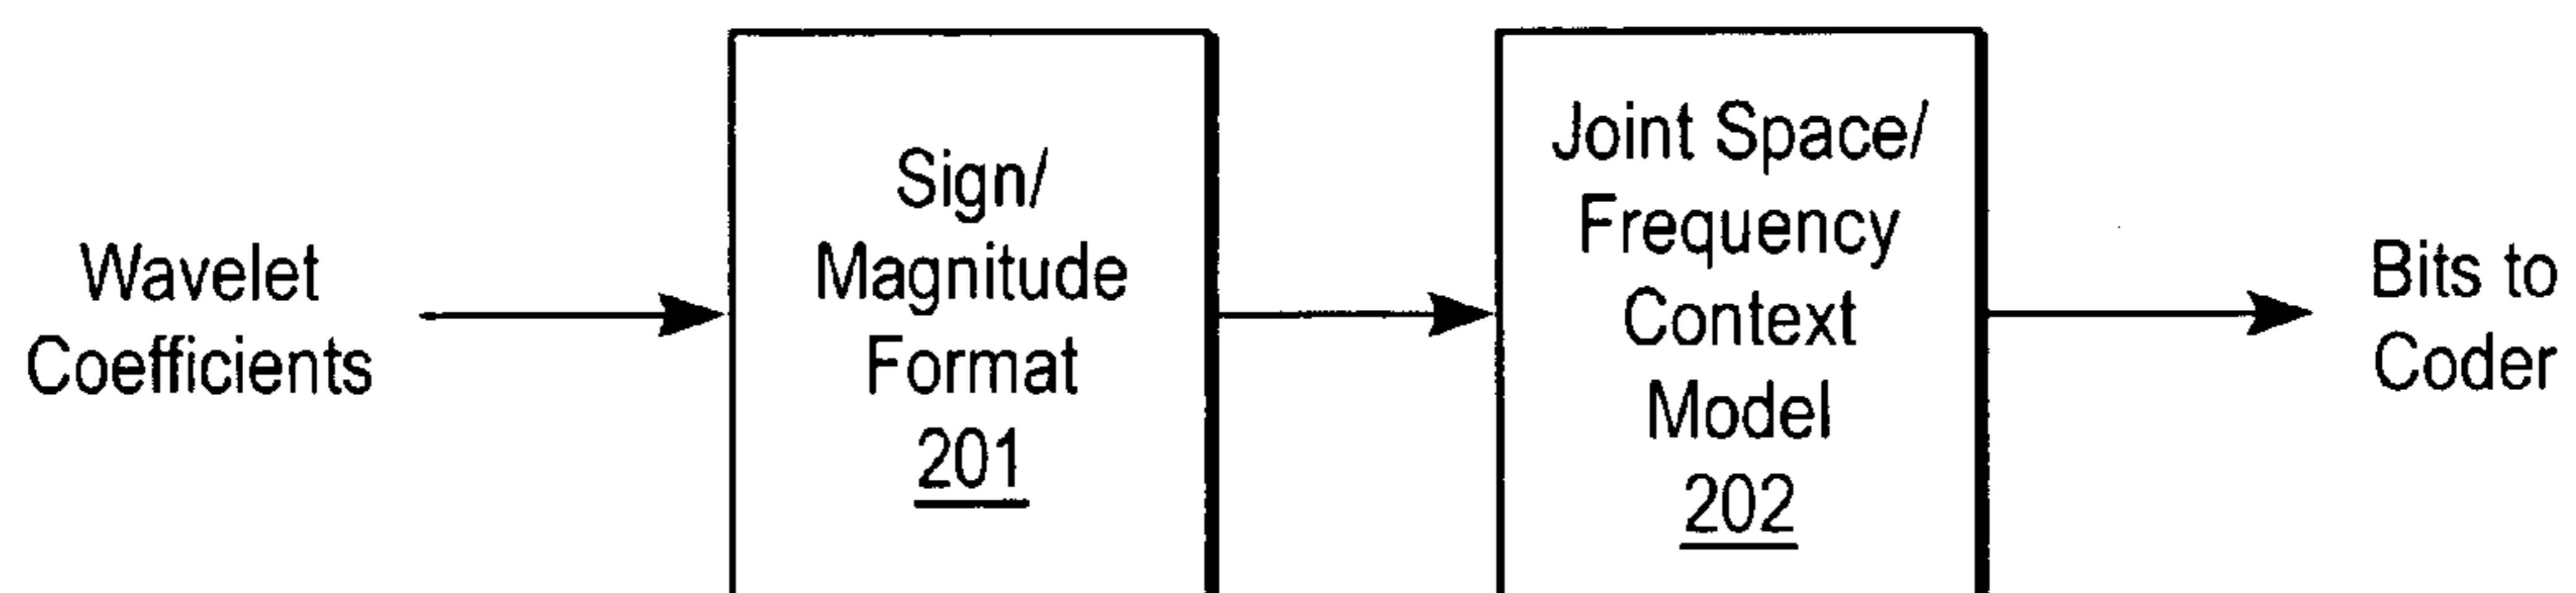 Wavelet
Coefficients
Sign/
Magnitude
Format
201
Joint Space/
Frequency
Context
Model
202
Bits to
Coder